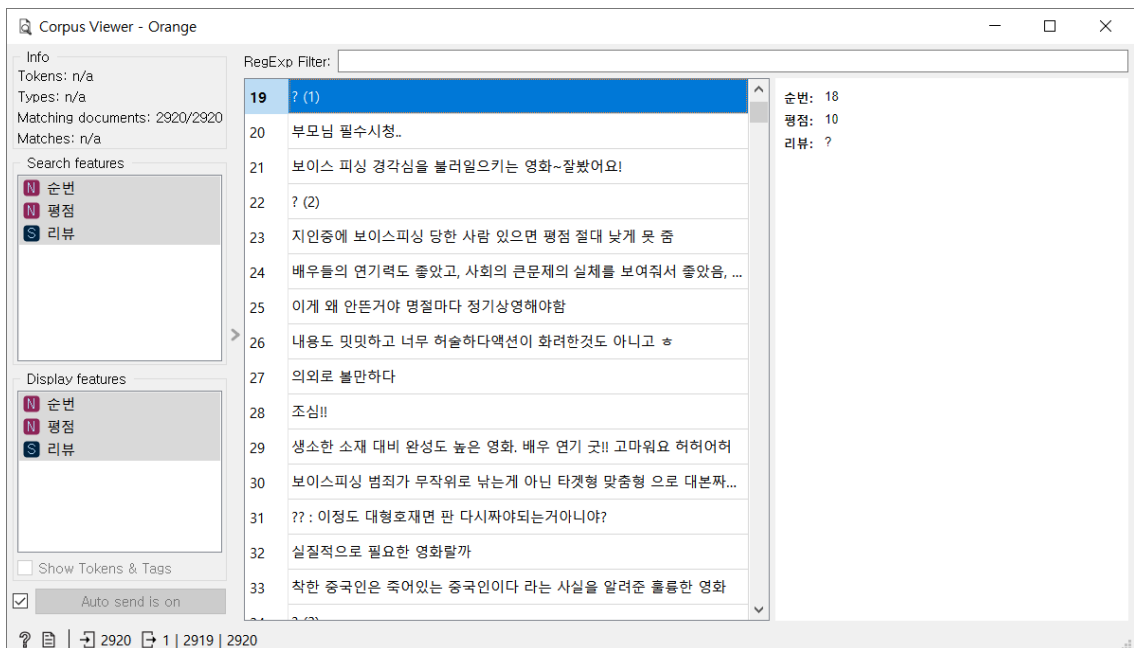 Corpus Viewer - Orange
Info
Tokens: n/a
Types: n/a
Matching documents: 2920/2920
Matches: n/a
Search features
N 순번
N 평점
S 리뷰
Display features
N 순번
N 평점
S 리뷰
Show Tokens & Tags
Auto send is on
RegExp Filter:
19 ? (1)
20 부모님 필수시청..
21 보이스 피싱 경각심을 불러일으키는 영화~잘봤어요!
22 ? (2)
23 지인중에 보이스피싱 당한 사람 있으면 평점 절대 낮게 못 줌
24 배우들의 연기력도 좋았고, 사회의 큰문제의 실체를 보여줘서 좋았음, ...
25 이게 왜 안뜬거야 명절마다 정기상영해야함
26 내용도 밋밋하고 너무 허술하다액션이 화려한것도 아니고 ㅎ
27 의외로 볼만하다
28 조심!!
29 생소한 소재 대비 완성도 높은 영화. 배우 연기 굿!! 고마워요 허허어허
30 보이스피싱 범죄가 무작위로 낚는게 아닌 타겟형 맞춤형 으로 대본짜...
31 ?? : 이정도 대형호재면 판 다시짜야되는거아니야?
32 실질적으로 필요한 영화랄까
33 착한 중국인은 죽어있는 중국인이다 라는 사실을 알려준 훌륭한 영화
순번: 18
평점: 10
리뷰: ?
2920 1 | 2919 | 2920